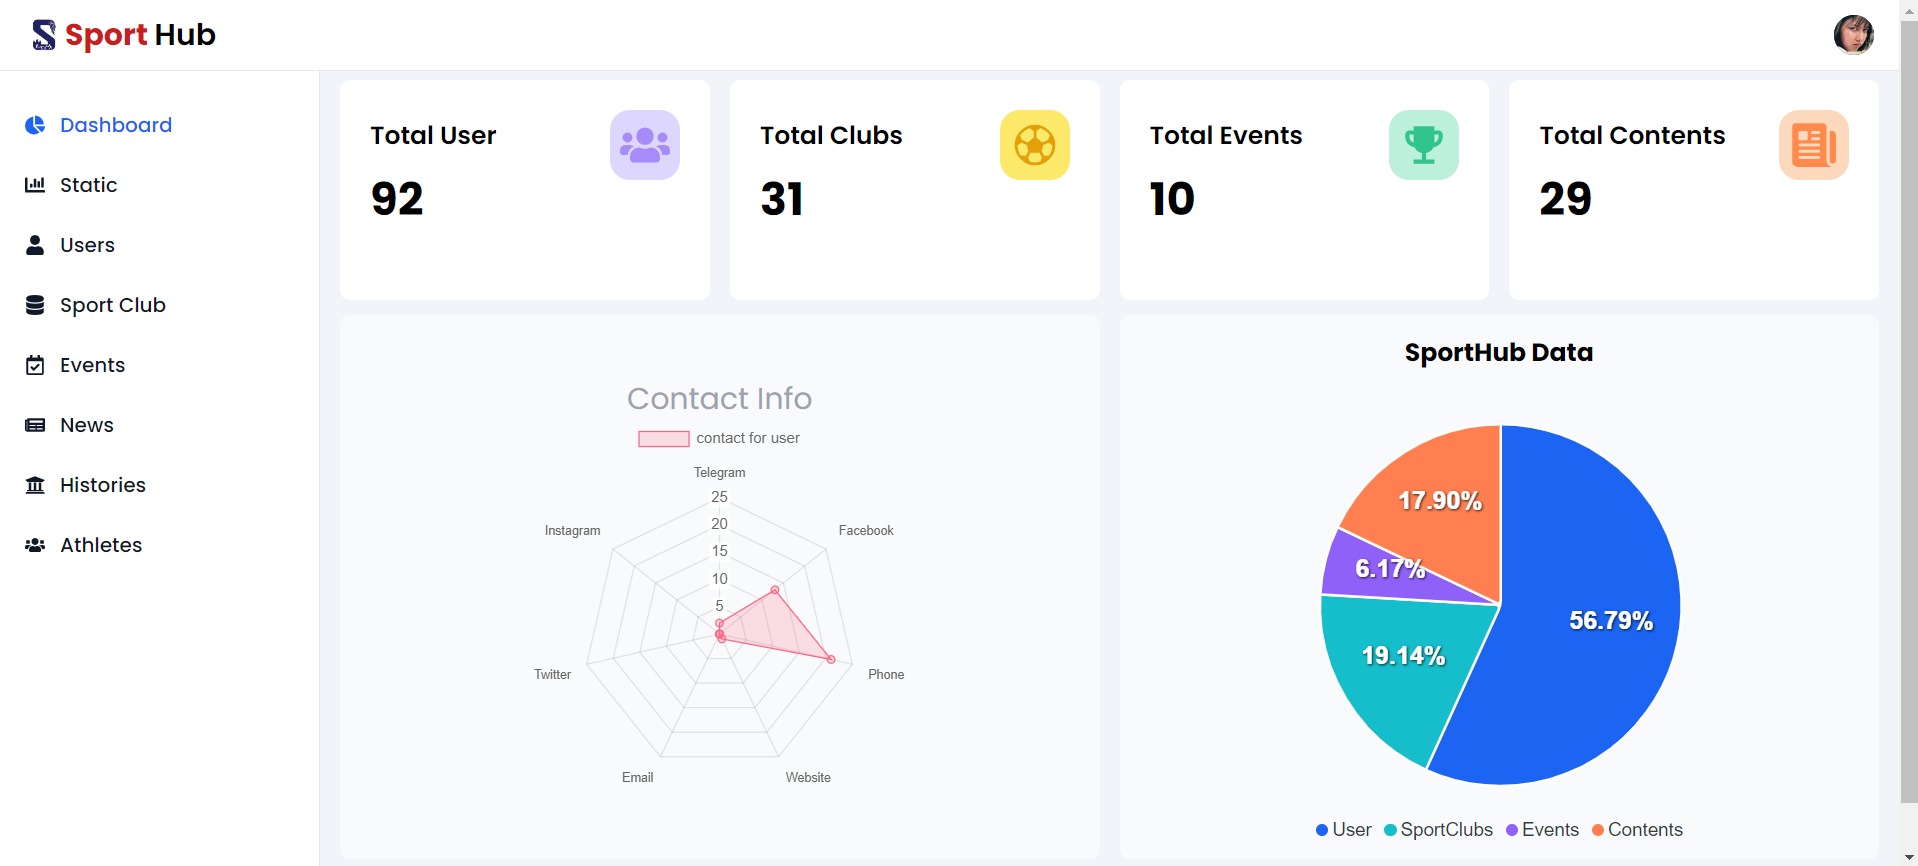 Sport Hub
Dashboard
Static
Users
Sport Club
Events
News
Histories
Athletes
Total User
92
Total Clubs
31
Total Events
10
Total Contents
29
Contact Info
contact for user
Telegram
25
20
15
10
5
Instagram
Facebook
Twitter
Phone
Email
Website
SportHub Data
17.90%
6.17%
56.79%
19.14%
User SportClubs Events Contents